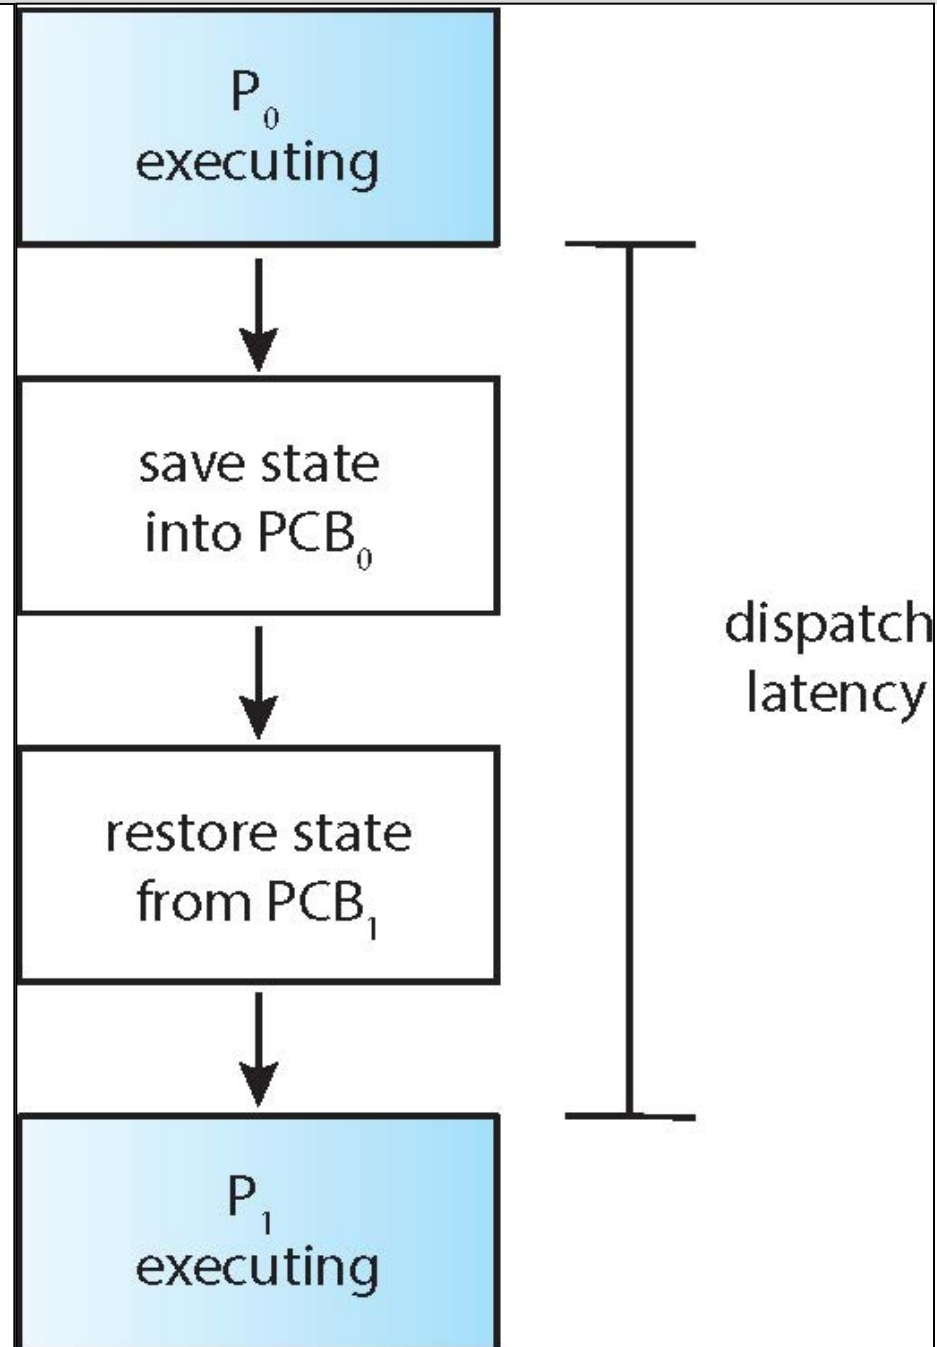 P₀
executing
save state
into PCB₀
dispatch
latency
restore state
from PCB₁
P₁
executing